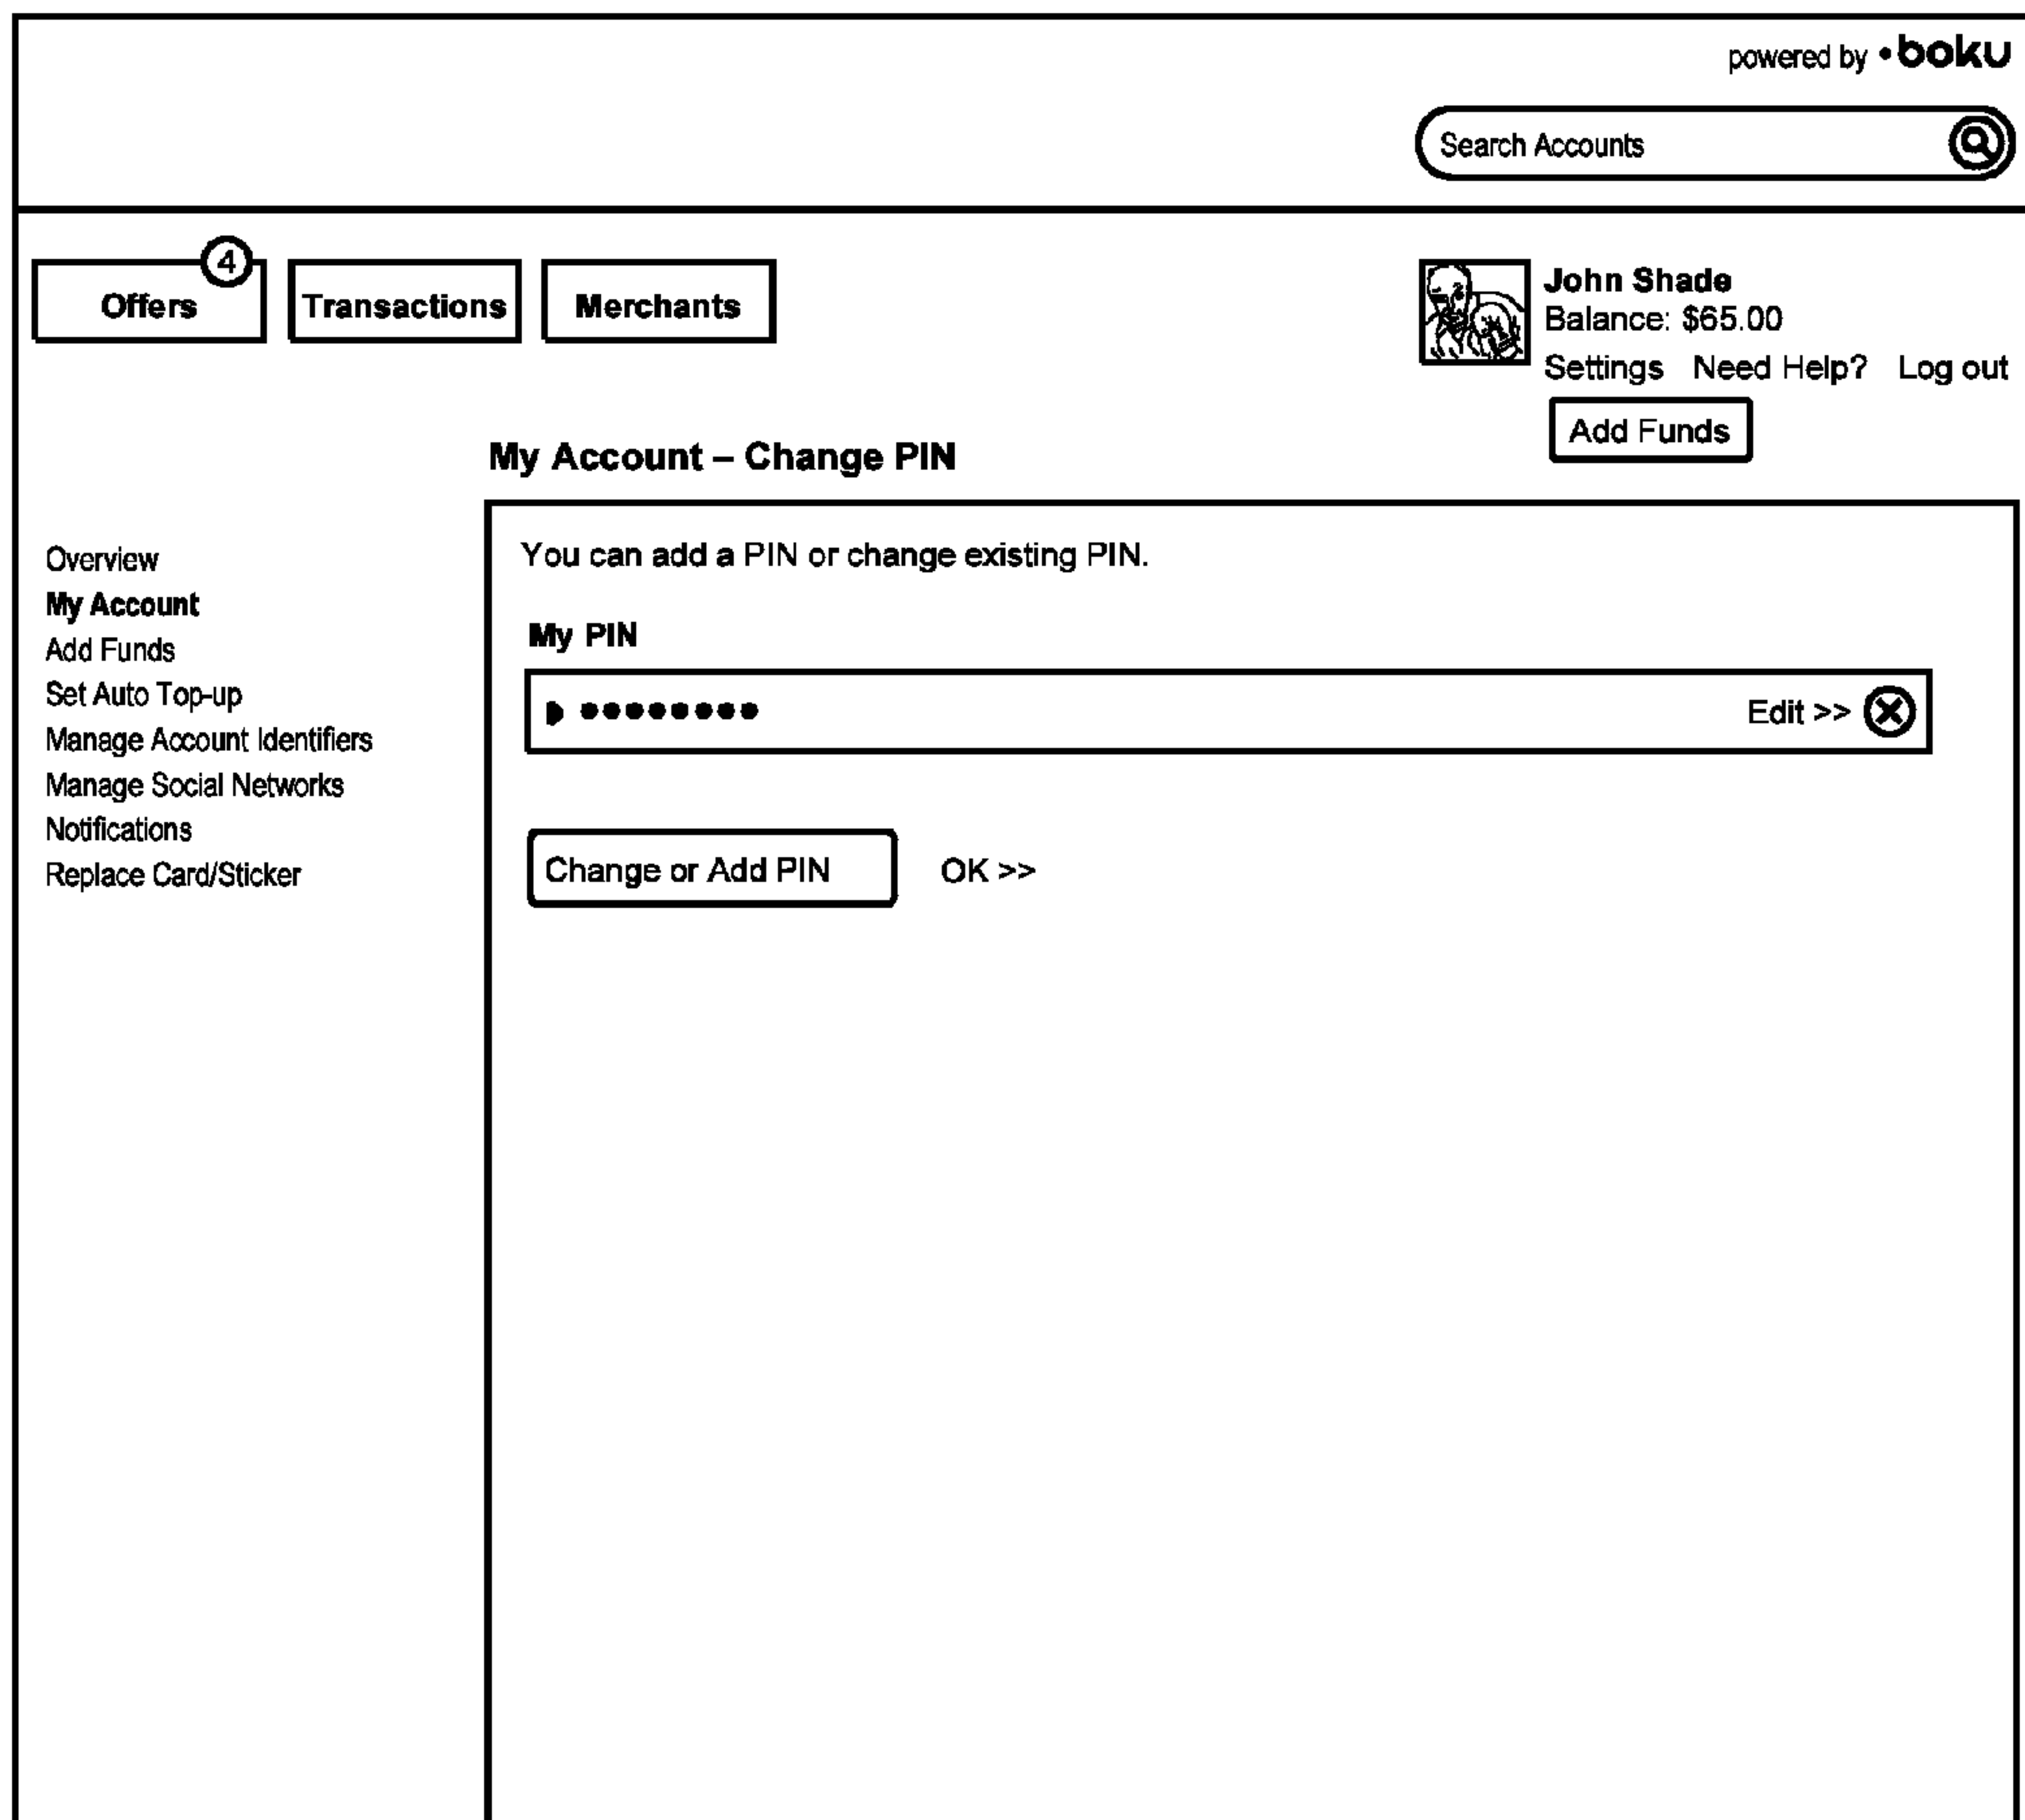 powered by •boku
Search Accounts
Offers 4
Transactions
Merchants
John Shade
Balance: $65.00
Settings Need Help? Log out
Add Funds
My Account – Change PIN
Overview
My Account
Add Funds
Set Auto Top-up
Manage Account Identifiers
Manage Social Networks
Notifications
Replace Card/Sticker
You can add a PIN or change existing PIN.
My PIN
●●●●●●●● Edit >>
Change or Add PIN OK >>